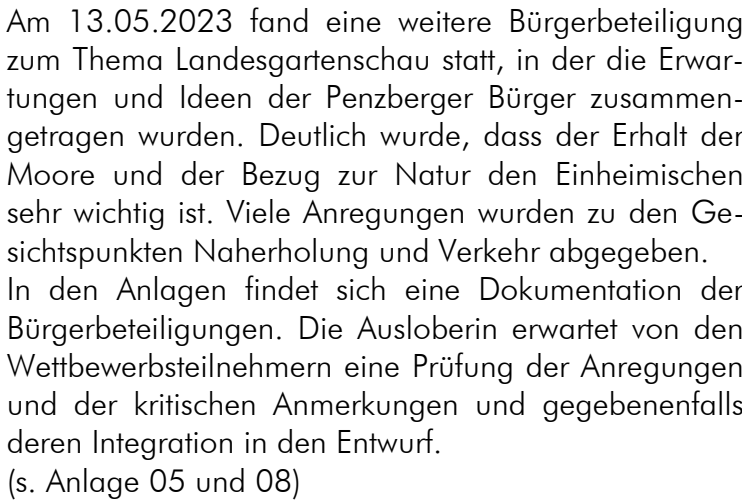 Am 13.05.2023 fand eine weitere Bürgerbeteiligung
zum Thema Landesgartenschau statt, in der die Erwar-
tungen und Ideen der Penzberger Bürger zusammen-
getragen wurden. Deutlich wurde, dass der Erhalt der
Moore und der Bezug zur Natur den Einheimischen
sehr wichtig ist. Viele Anregungen wurden zu den Ge-
sichtspunkten Naherholung und Verkehr abgegeben.
In den Anlagen findet sich eine Dokumentation der
Bürgerbeteiligungen. Die Ausloberin erwartet von den
Wettbewerbsteilnehmern eine Prüfung der Anregungen
und der kritischen Anmerkungen und gegebenenfalls
deren Integration in den Entwurf.
(s. Anlage 05 und 08)